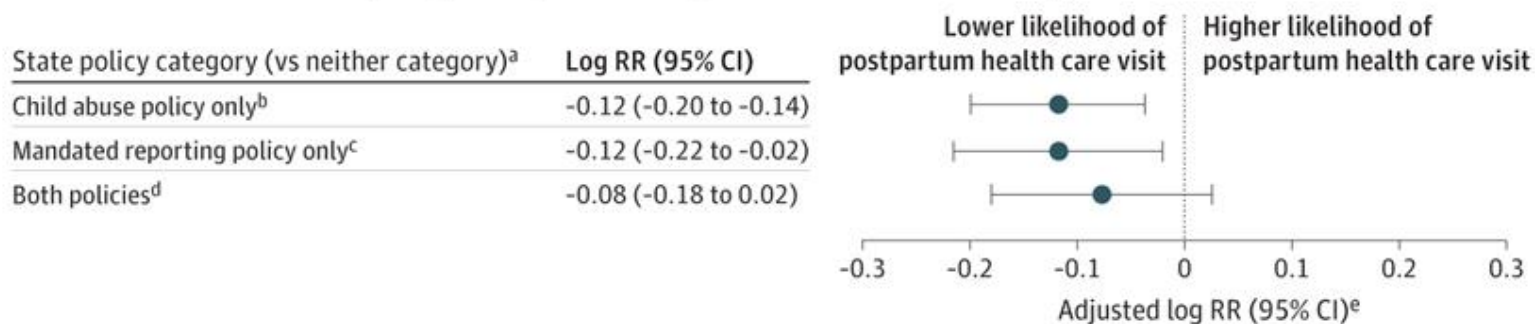 Lower likelihood of
postpartum health care visit
Higher likelihood of
postpartum health care visit
State policy category (vs neither category)ᵃ Log RR (95% CI)
Child abuse policy onlyᵇ -0.12 (-0.20 to -0.14)
Mandated reporting policy onlyᶜ -0.12 (-0.22 to -0.02)
Both policiesᵈ -0.08 (-0.18 to 0.02)
-0.3 -0.2 -0.1 0 0.1 0.2 0.3
Adjusted log RR (95% CI)ᵉ